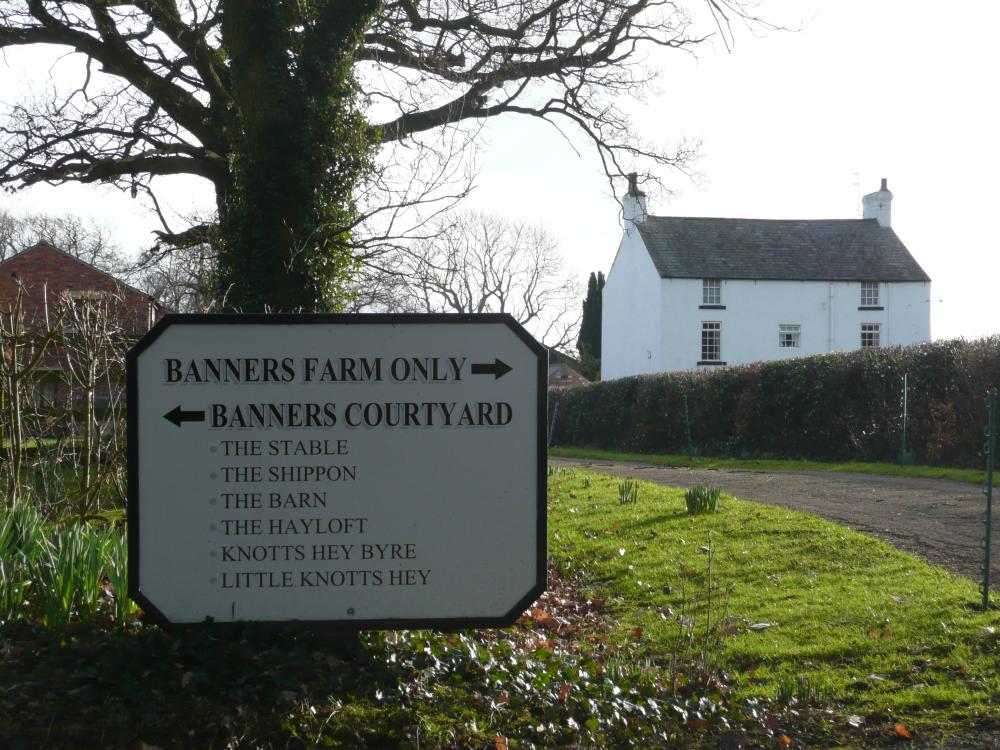 BANNERS FARM ONLY
BANNERS COURTYARD
THE STABLE
THE SHIPPON
THE BARN
THE HAYLOFT
KNOTTS HEY BYRE
LITTLE KNOTTS HEY